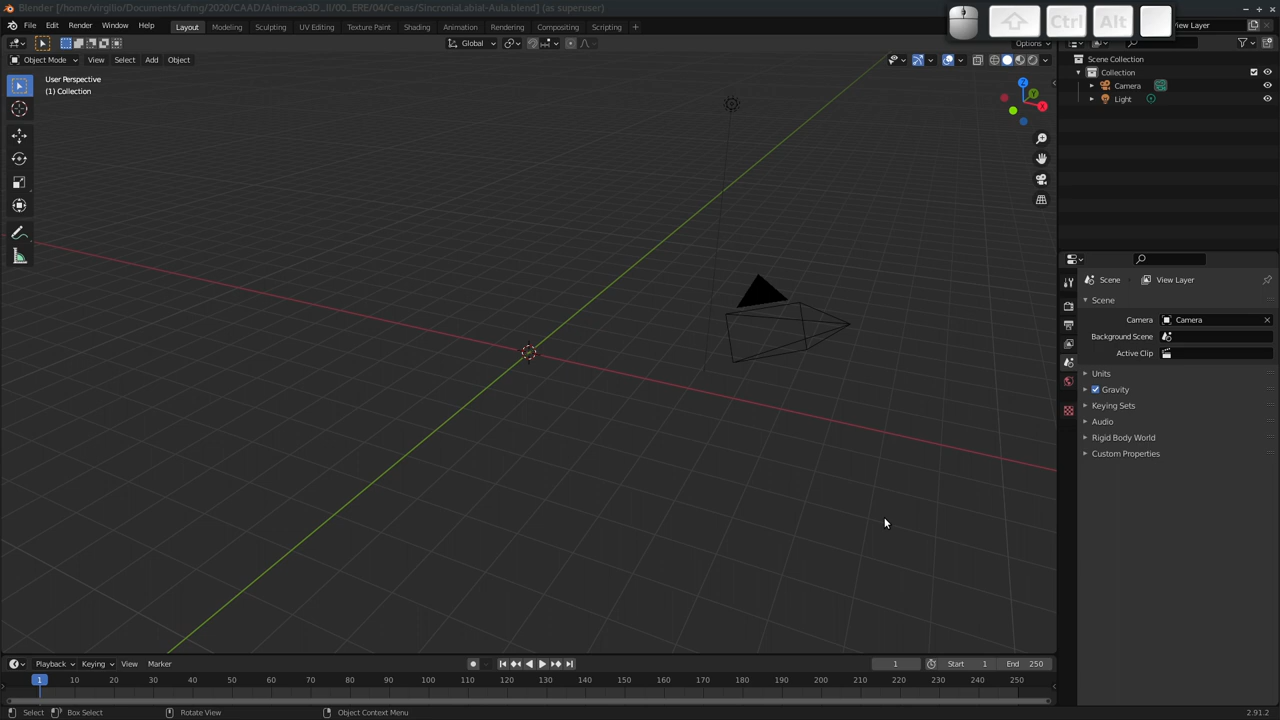 Blender [/home/virgilio/Documents/ufmg/2020/CAAD/Animacao3D_II/00_ERE/04/Cenas/SincroniaLabial-Aula.blend] (as superuser)
File Edit Render Window Help
Layout Modeling Sculpting UV Editing Texture Paint Shading Animation Rendering Compositing Scripting +
Ctrl Alt
View Layer
Global
Options
Object Mode View Select Add Object
User Perspective
(1) Collection
Z
Y
X
Scene Collection
Collection
Camera
Light
Scene View Layer
Scene
Camera Camera
Background Scene
Active Clip
Units
Gravity
Keying Sets
Audio
Rigid Body World
Custom Properties
Playback Keying View Marker
1 Start 1 End 250
1 10 20 30 40 50 60 70 80 90 100 110 120 130 140 150 160 170 180 190 200 210 220 230 240 250
Select Box Select Rotate View Object Context Menu 2.91.2